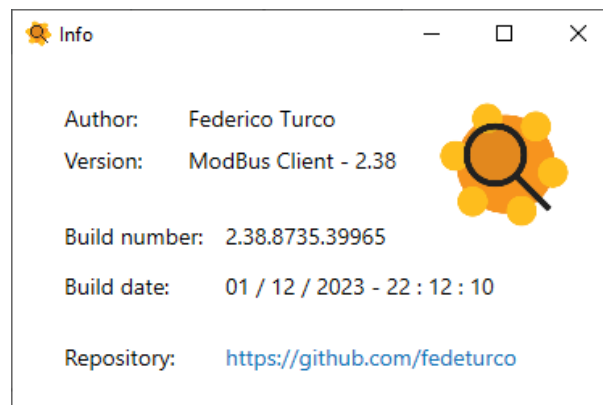 Info
Author: Federico Turco
Version: ModBus Client - 2.38
Build number: 2.38.8735.39965
Build date: 01 / 12 / 2023 - 22 : 12 : 10
Repository: https://github.com/fedeturco